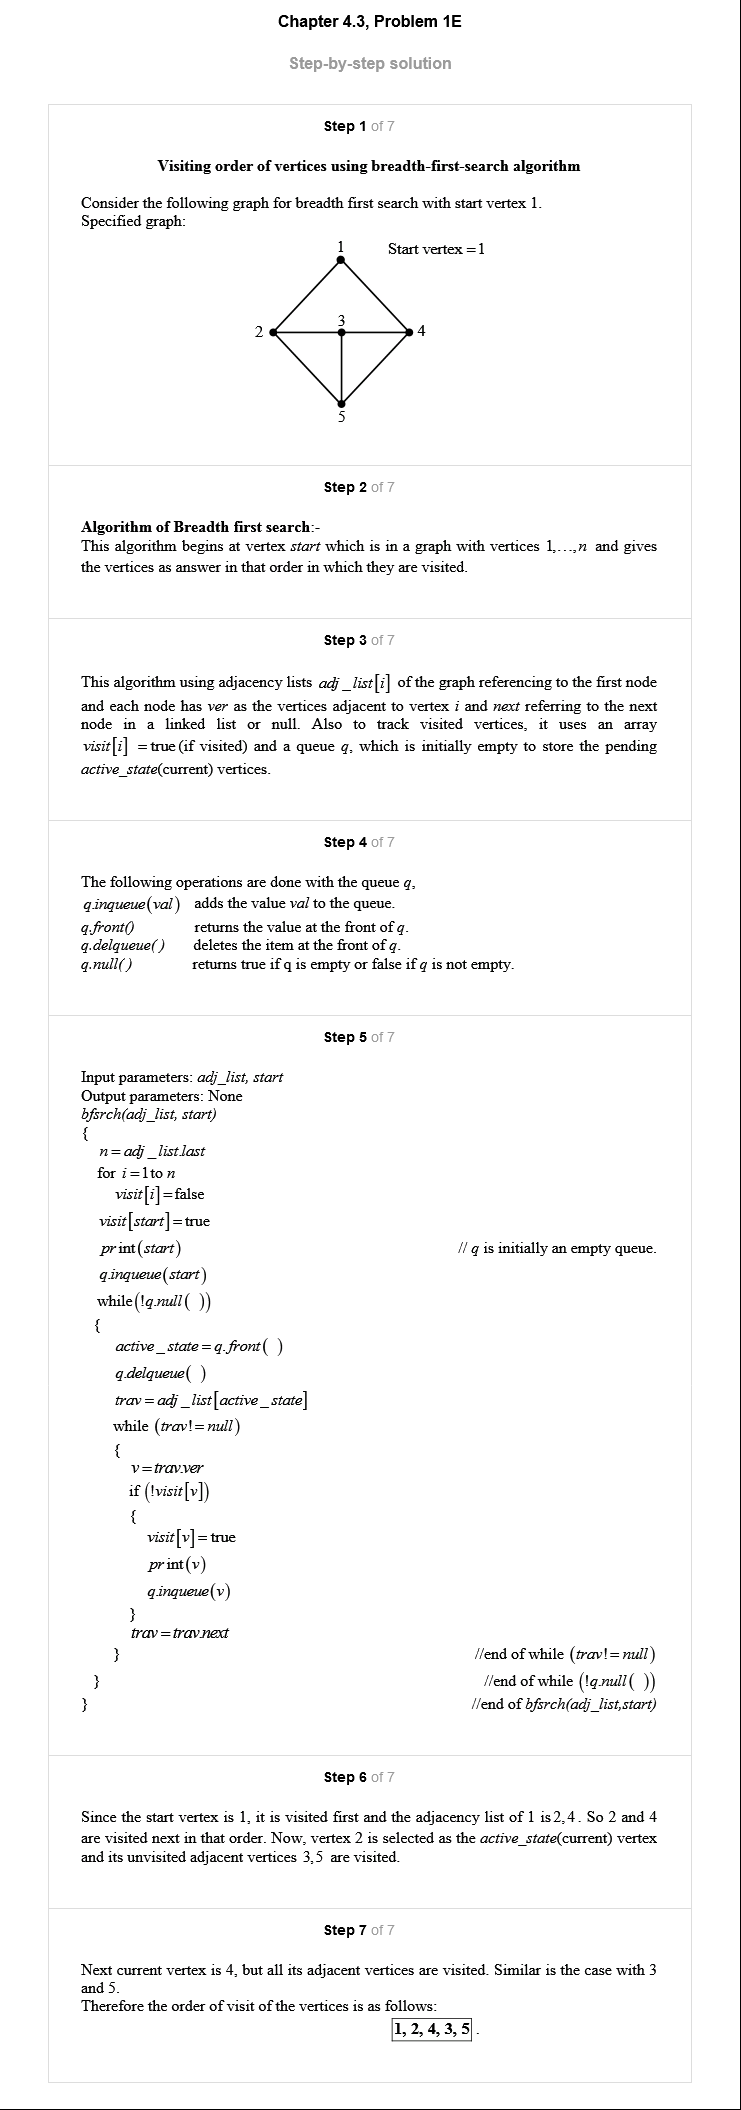 Chapter 4.3, Problem 1E
Step-by-step solution
Step 1 of 7
Visiting order of vertices using breadth-first-search algorithm
Consider the following graph for breadth first search with start vertex 1.
Specified graph:
1
Start vertex =1
3
2
4
5
Step 2 of 7
Algorithm of Breadth first search:-
This algorithm begins at vertex start which is in a graph with vertices 1,…,n and gives
the vertices as answer in that order in which they are visited.
Step 3 of 7
This algorithm using adjacency lists adj_list[i] of the graph referencing to the first node
and each node has ver as the vertices adjacent to vertex i and next referring to the next
node in a linked list or null. Also to track visited vertices, it uses an array
visit[i] = true (if visited) and a queue q, which is initially empty to store the pending
active_state(current) vertices.
Step 4 of 7
The following operations are done with the queue q,
q.inqueue(val) adds the value val to the queue.
q.front() returns the value at the front of q.
q.delqueue() deletes the item at the front of q.
q.null() returns true if q is empty or false if q is not empty.
Step 5 of 7
Input parameters: adj_list, start
Output parameters: None
bfsrch(adj_list, start)
{
n = adj_list.last
for i = 1 to n
visit[i] = false
visit[start] = true
print(start) // q is initially an empty queue.
q.inqueue(start)
while(!q.null( ))
{
active_state = q.front( )
q.delqueue( )
trav = adj_list[active_state]
while (trav! = null)
{
v = trav.ver
if (!visit[v])
{
visit[v] = true
print(v)
q.inqueue(v)
}
trav = trav.next
} //end of while (trav! = null)
} //end of while (!q.null( ))
} //end of bfsrch(adj_list,start)
Step 6 of 7
Since the start vertex is 1, it is visited first and the adjacency list of 1 is 2,4. So 2 and 4
are visited next in that order. Now, vertex 2 is selected as the active_state(current) vertex
and its unvisited adjacent vertices 3,5 are visited.
Step 7 of 7
Next current vertex is 4, but all its adjacent vertices are visited. Similar is the case with 3
and 5.
Therefore the order of visit of the vertices is as follows:
1, 2, 4, 3, 5 .